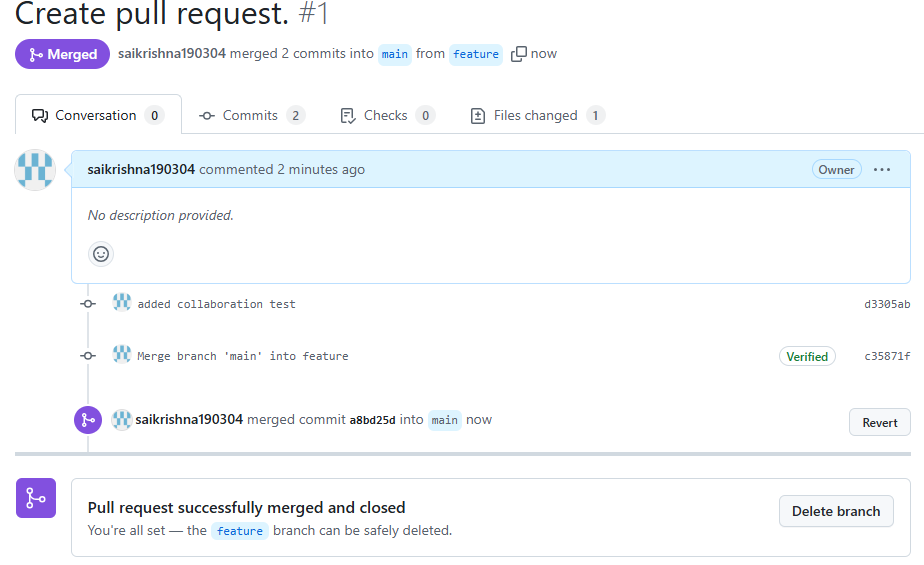 Create pull request. #1
Merged saikrishna190304 merged 2 commits into main from feature now
Conversation 0 Commits 2 Checks 0 Files changed 1
saikrishna190304 commented 2 minutes ago Owner ...
No description provided.
added collaboration test d3305ab
Merge branch 'main' into feature Verified c35871f
saikrishna190304 merged commit a8bd25d into main now Revert
Pull request successfully merged and closed
You're all set — the feature branch can be safely deleted.
Delete branch